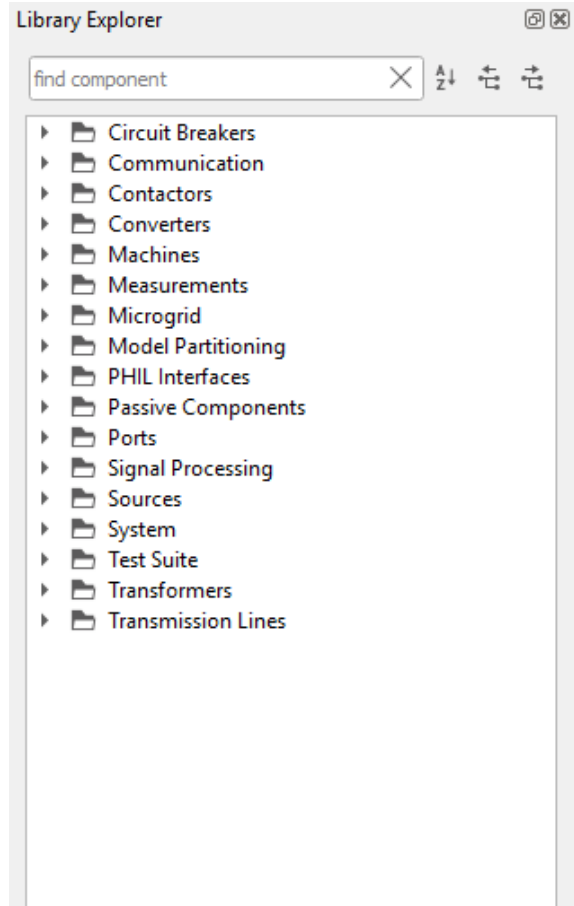 Library Explorer
find component
Circuit Breakers
Communication
Contactors
Converters
Machines
Measurements
Microgrid
Model Partitioning
PHIL Interfaces
Passive Components
Ports
Signal Processing
Sources
System
Test Suite
Transformers
Transmission Lines